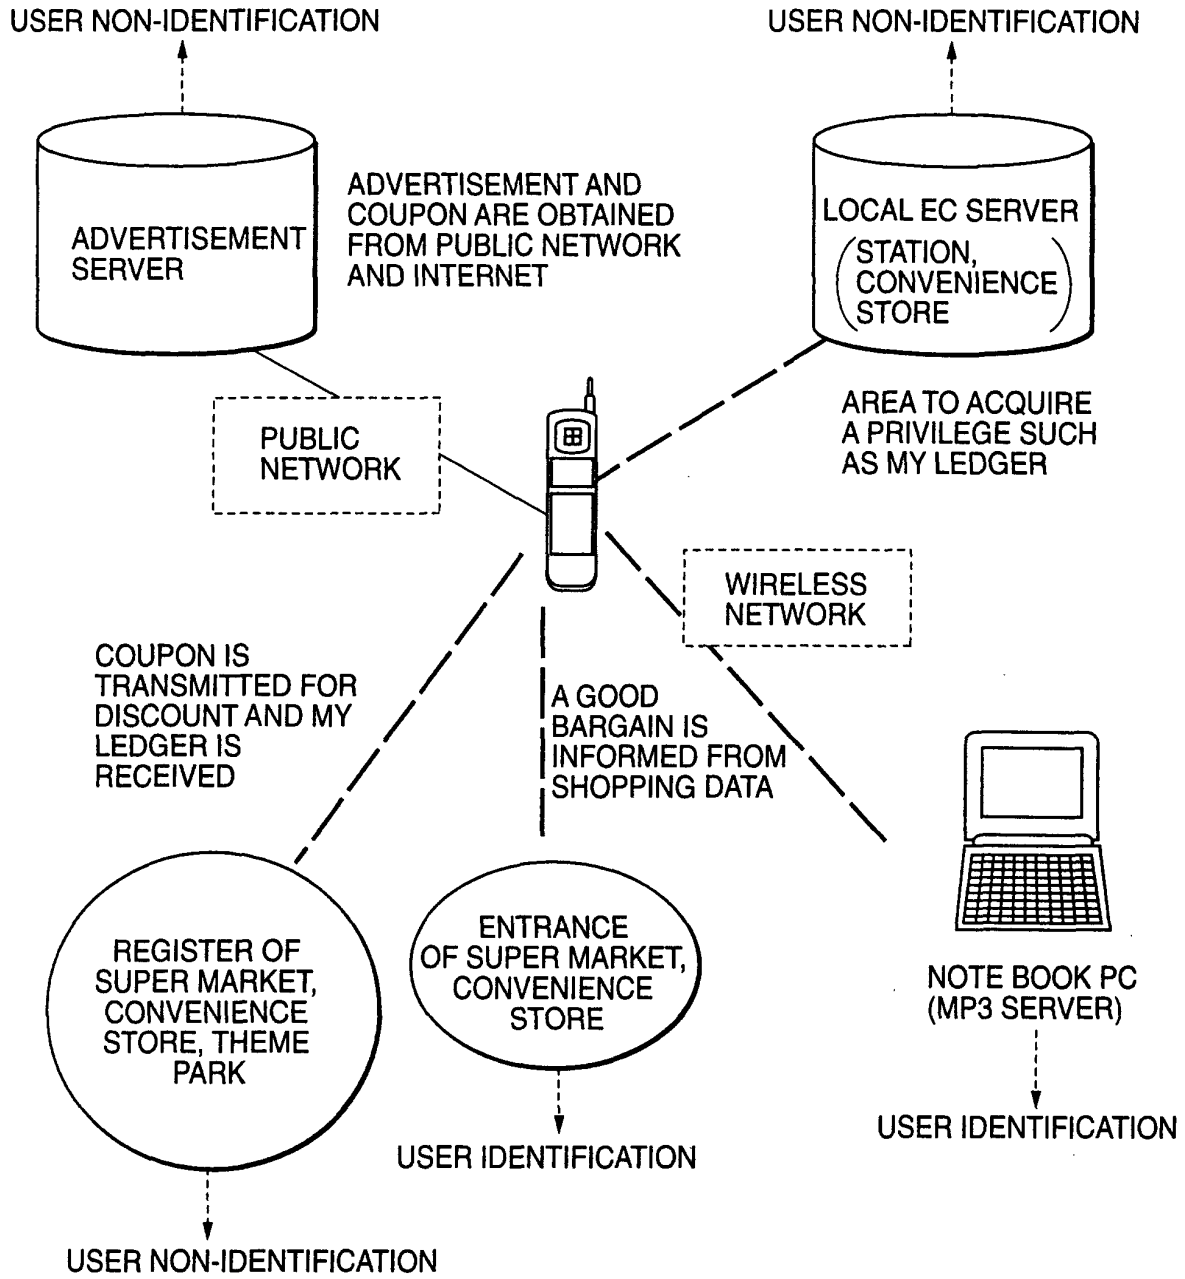 USER NON-IDENTIFICATION
USER NON-IDENTIFICATION
ADVERTISEMENT
SERVER
ADVERTISEMENT AND
COUPON ARE OBTAINED
FROM PUBLIC NETWORK
AND INTERNET
LOCAL EC SERVER
(STATION,
CONVENIENCE
STORE)
PUBLIC
NETWORK
AREA TO ACQUIRE
A PRIVILEGE SUCH
AS MY LEDGER
WIRELESS
NETWORK
COUPON IS
TRANSMITTED FOR
DISCOUNT AND MY
LEDGER IS
RECEIVED
A GOOD
BARGAIN IS
INFORMED FROM
SHOPPING DATA
REGISTER OF
SUPER MARKET,
CONVENIENCE
STORE, THEME
PARK
ENTRANCE
OF SUPER MARKET,
CONVENIENCE
STORE
NOTE BOOK PC
(MP3 SERVER)
USER IDENTIFICATION
USER IDENTIFICATION
USER NON-IDENTIFICATION